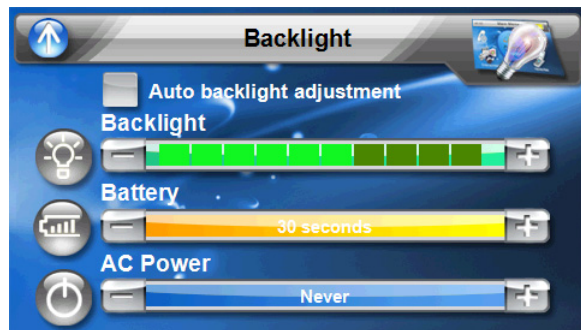 Backlight
Auto backlight adjustment
Backlight
Battery
30 seconds
AC Power
Never